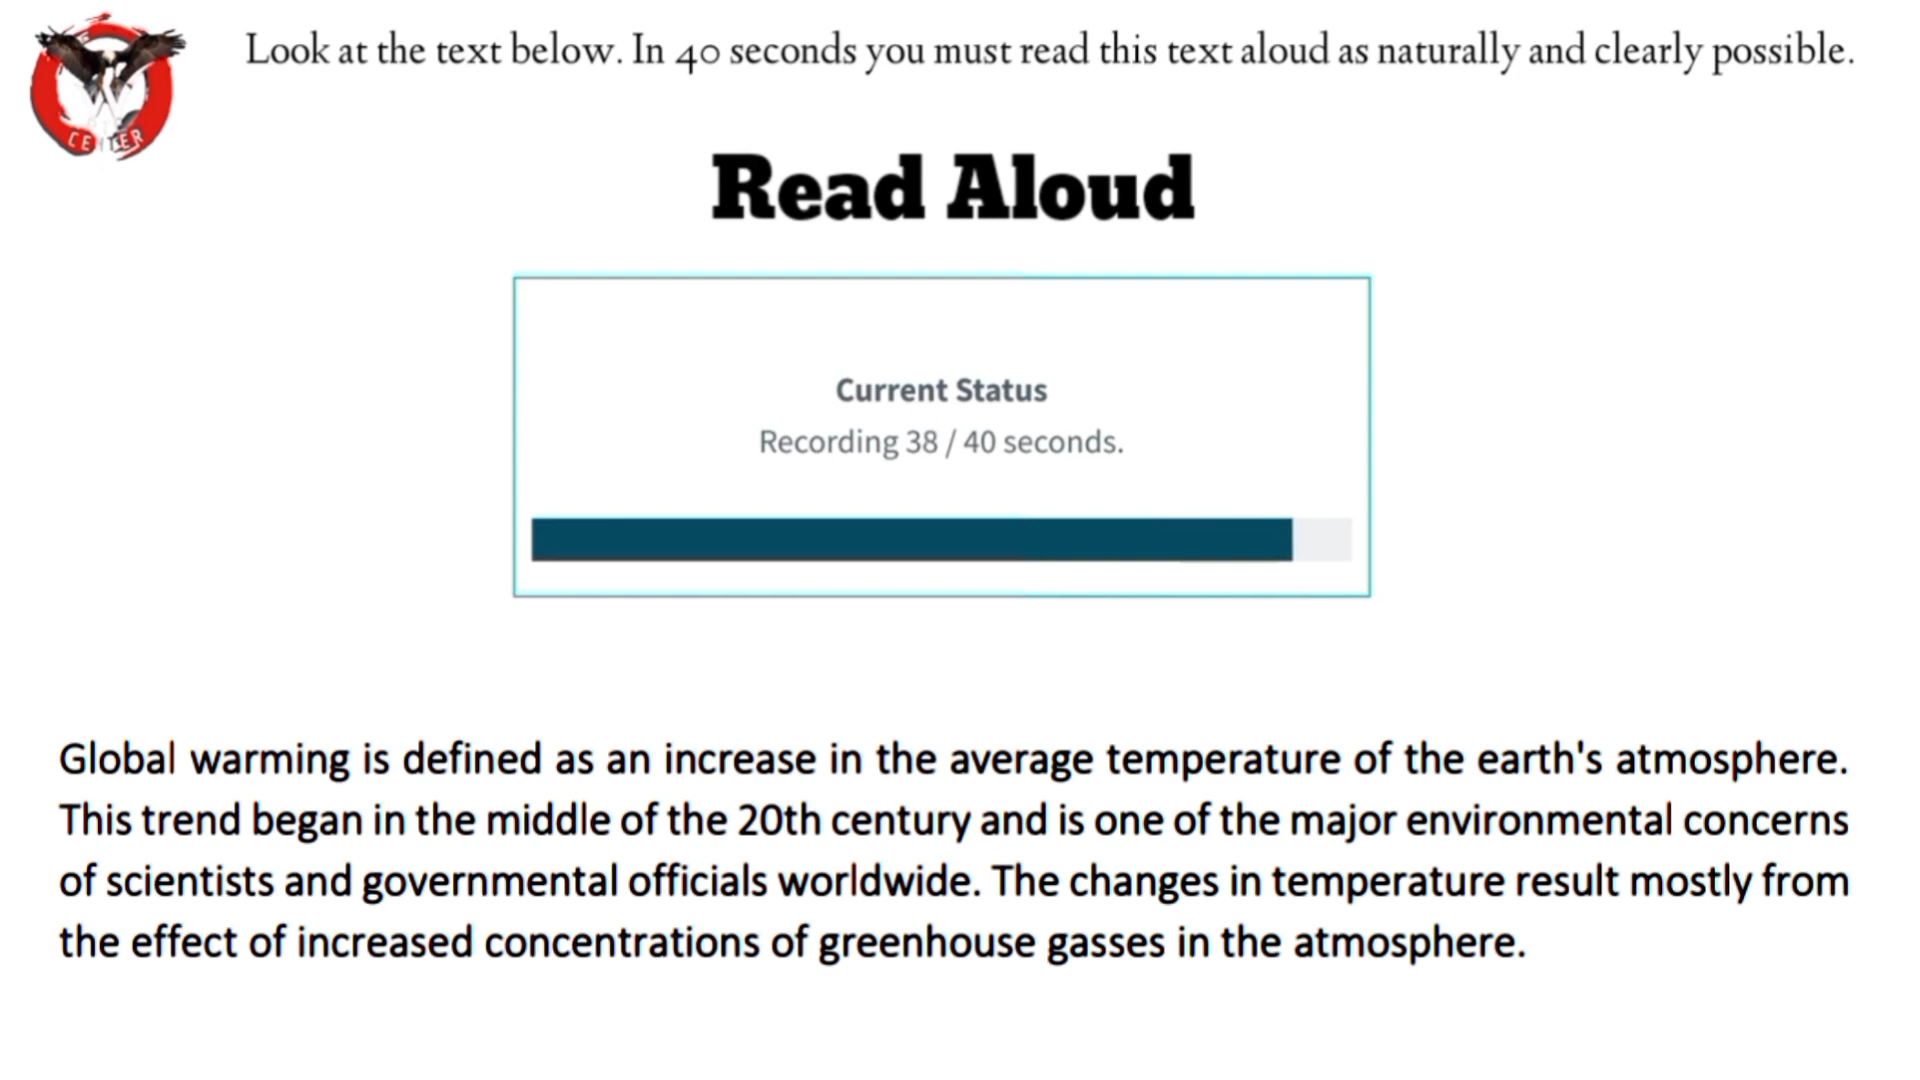 CENTER
Look at the text below. In 40 seconds you must read this text aloud as naturally and clearly possible.
Read Aloud
Current Status
Recording 38 / 40 seconds.
Global warming is defined as an increase in the average temperature of the earth's atmosphere.
This trend began in the middle of the 20th century and is one of the major environmental concerns
of scientists and governmental officials worldwide. The changes in temperature result mostly from
the effect of increased concentrations of greenhouse gasses in the atmosphere.